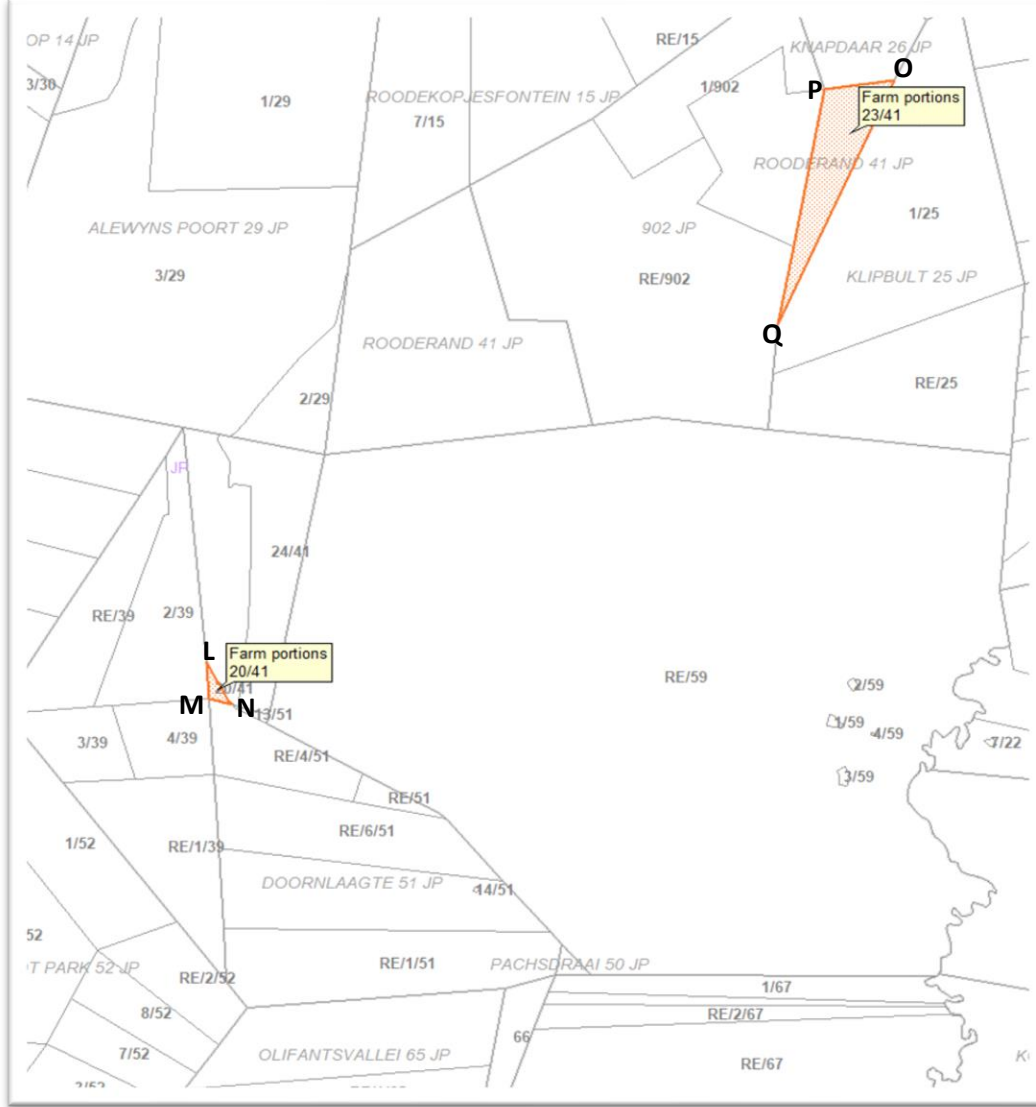 OP 14 JP
RE/15
KNAPDAAR 26 JP
O
3/30
1/29
ROODEKOPJESFONTEIN 15 JP
7/15
1/902
P
Farm portions
23/41
ROODERAND 41 JP
ALEWYNS POORT 29 JP
902 JP
1/25
3/29
RE/902
KLIPBULT 25 JP
Q
ROODERAND 41 JP
RE/25
2/29
JP
24/41
RE/39
2/39
L
Farm portions
20/41
20/41
RE/59
2/59
M
N
13/51
1/59
4/59
3/39
4/39
7/22
RE/4/51
3/59
RE/51
1/52
RE/1/39
RE/6/51
DOORNLAAGTE 51 JP
14/51
52
T PARK 52 JP
RE/2/52
RE/1/51
PACHSDRAAI 50 JP
1/67
8/52
RE/2/67
66
7/52
OLIFANTSVALLEI 65 JP
RE/67
K